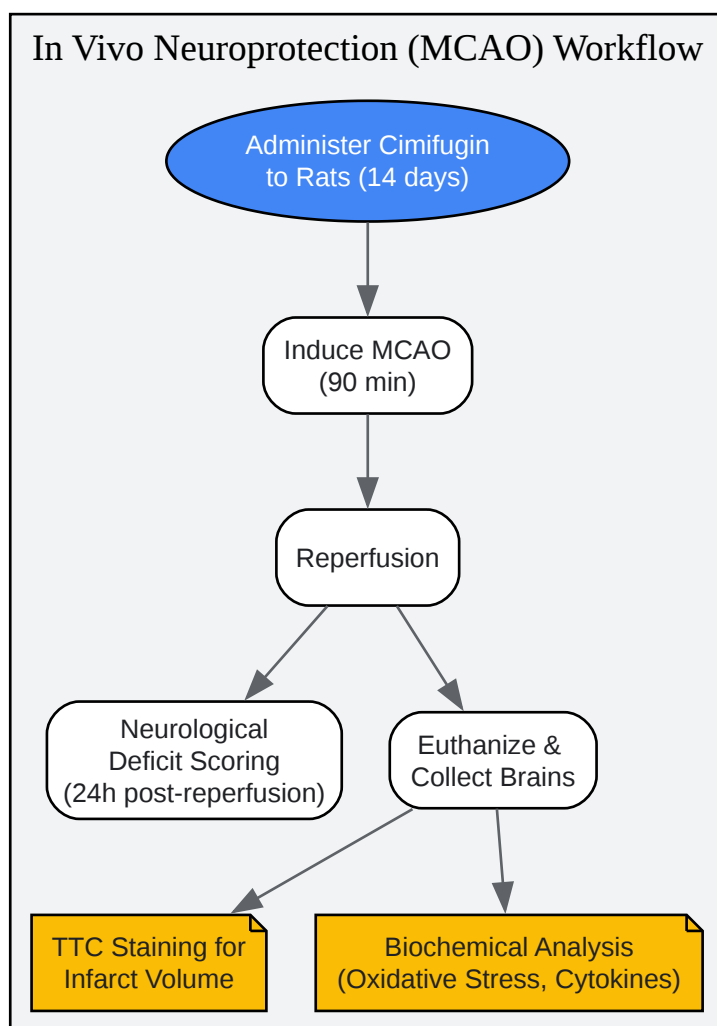 In Vivo Neuroprotection (MCAO) Workflow
Administer Cimifugin
to Rats (14 days)
Induce MCAO
(90 min)
Reperfusion
Neurological
Deficit Scoring
(24h post-reperfusion)
Euthanize &
Collect Brains
TTC Staining for
Infarct Volume
Biochemical Analysis
(Oxidative Stress, Cytokines)